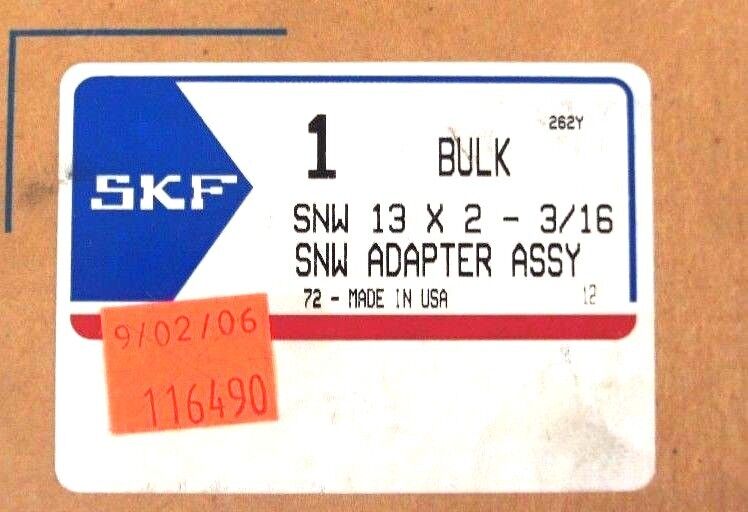 262Y
1 BULK
SKF
SNW 13 X 2 - 3/16
SNW ADAPTER ASSY
72 - MADE IN USA 12
9/02/06
116490